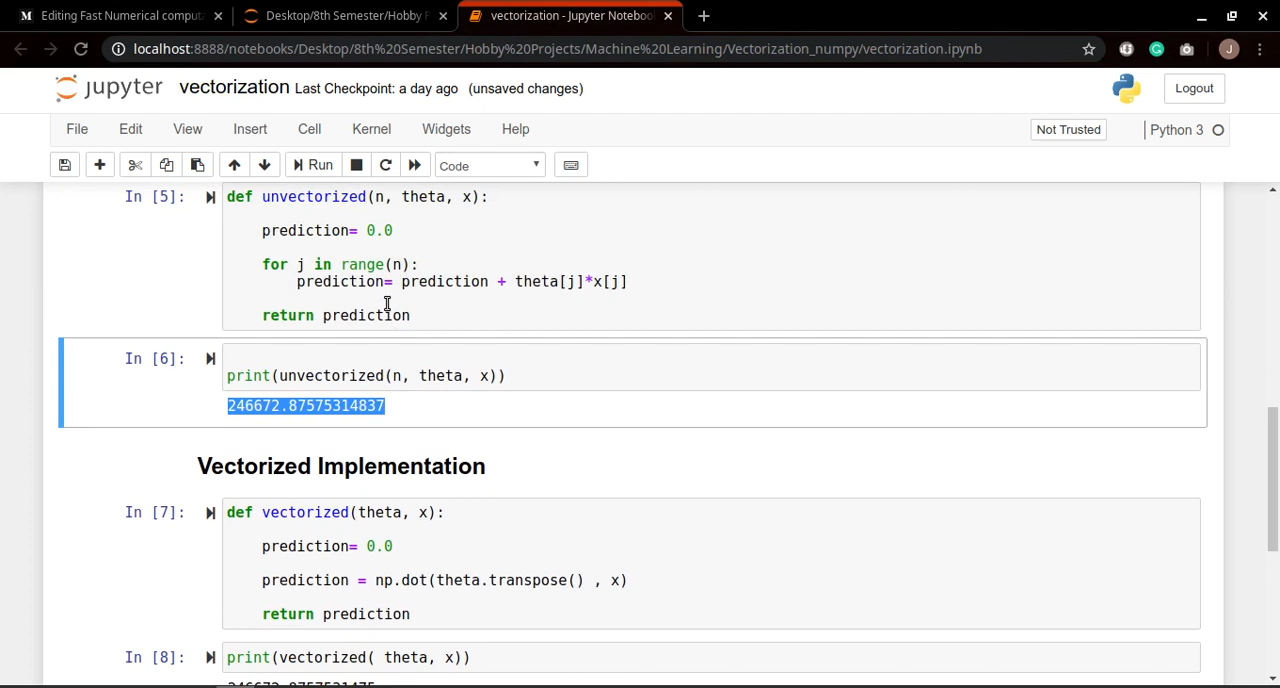 Editing Fast Numerical computa
Desktop/8th Semester/Hobby P
vectorization - Jupyter Noteboo
localhost:8888/notebooks/Desktop/8th%20Semester/Hobby%20Projects/Machine%20Learning/Vectorization_numpy/vectorization.ipynb
J
jupyter vectorization Last Checkpoint: a day ago (unsaved changes)
Logout
File Edit View Insert Cell Kernel Widgets Help
Not Trusted
Python 3
Run
Code
In [5]: def unvectorized(n, theta, x):
prediction= 0.0
for j in range(n):
prediction= prediction + theta[j]*x[j]
return prediction
In [6]:
print(unvectorized(n, theta, x))
246672.87575314837
Vectorized Implementation
In [7]: def vectorized(theta, x):
prediction= 0.0
prediction = np.dot(theta.transpose() , x)
return prediction
In [8]: print(vectorized( theta, x))